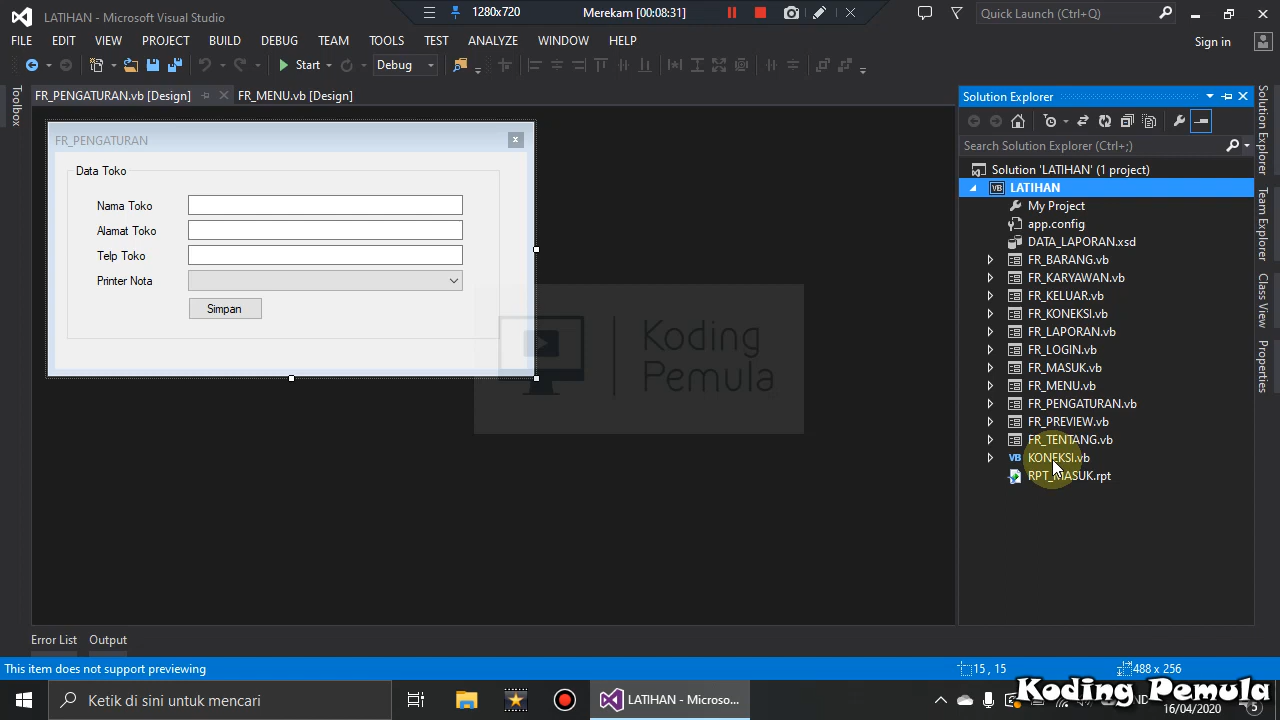 LATIHAN - Microsoft Visual Studio
1280x720
Merekam [00:08:31]
Quick Launch (Ctrl+Q)
FILE EDIT VIEW PROJECT BUILD DEBUG TEAM TOOLS TEST ANALYZE WINDOW HELP
Sign in
Start
Debug
Toolbox
FR_PENGATURAN.vb [Design]
FR_MENU.vb [Design]
FR_PENGATURAN
Data Toko
Nama Toko
Alamat Toko
Telp Toko
Printer Nota
Simpan
Koding
Pemula
Solution Explorer
Search Solution Explorer (Ctrl+;)
Solution 'LATIHAN' (1 project)
VB LATIHAN
My Project
app.config
DATA_LAPORAN.xsd
FR_BARANG.vb
FR_KARYAWAN.vb
FR_KELUAR.vb
FR_KONEKSI.vb
FR_LAPORAN.vb
FR_LOGIN.vb
FR_MASUK.vb
FR_MENU.vb
FR_PENGATURAN.vb
FR_PREVIEW.vb
FR_TENTANG.vb
VB KONEKSI.vb
RPT_MASUK.rpt
Solution Explorer
Team Explorer
Class View
Properties
Error List
Output
This item does not support previewing
15 , 15
488 x 256
Ketik di sini untuk mencari
LATIHAN - Microso...
Koding Pemula
16/04/2020
5